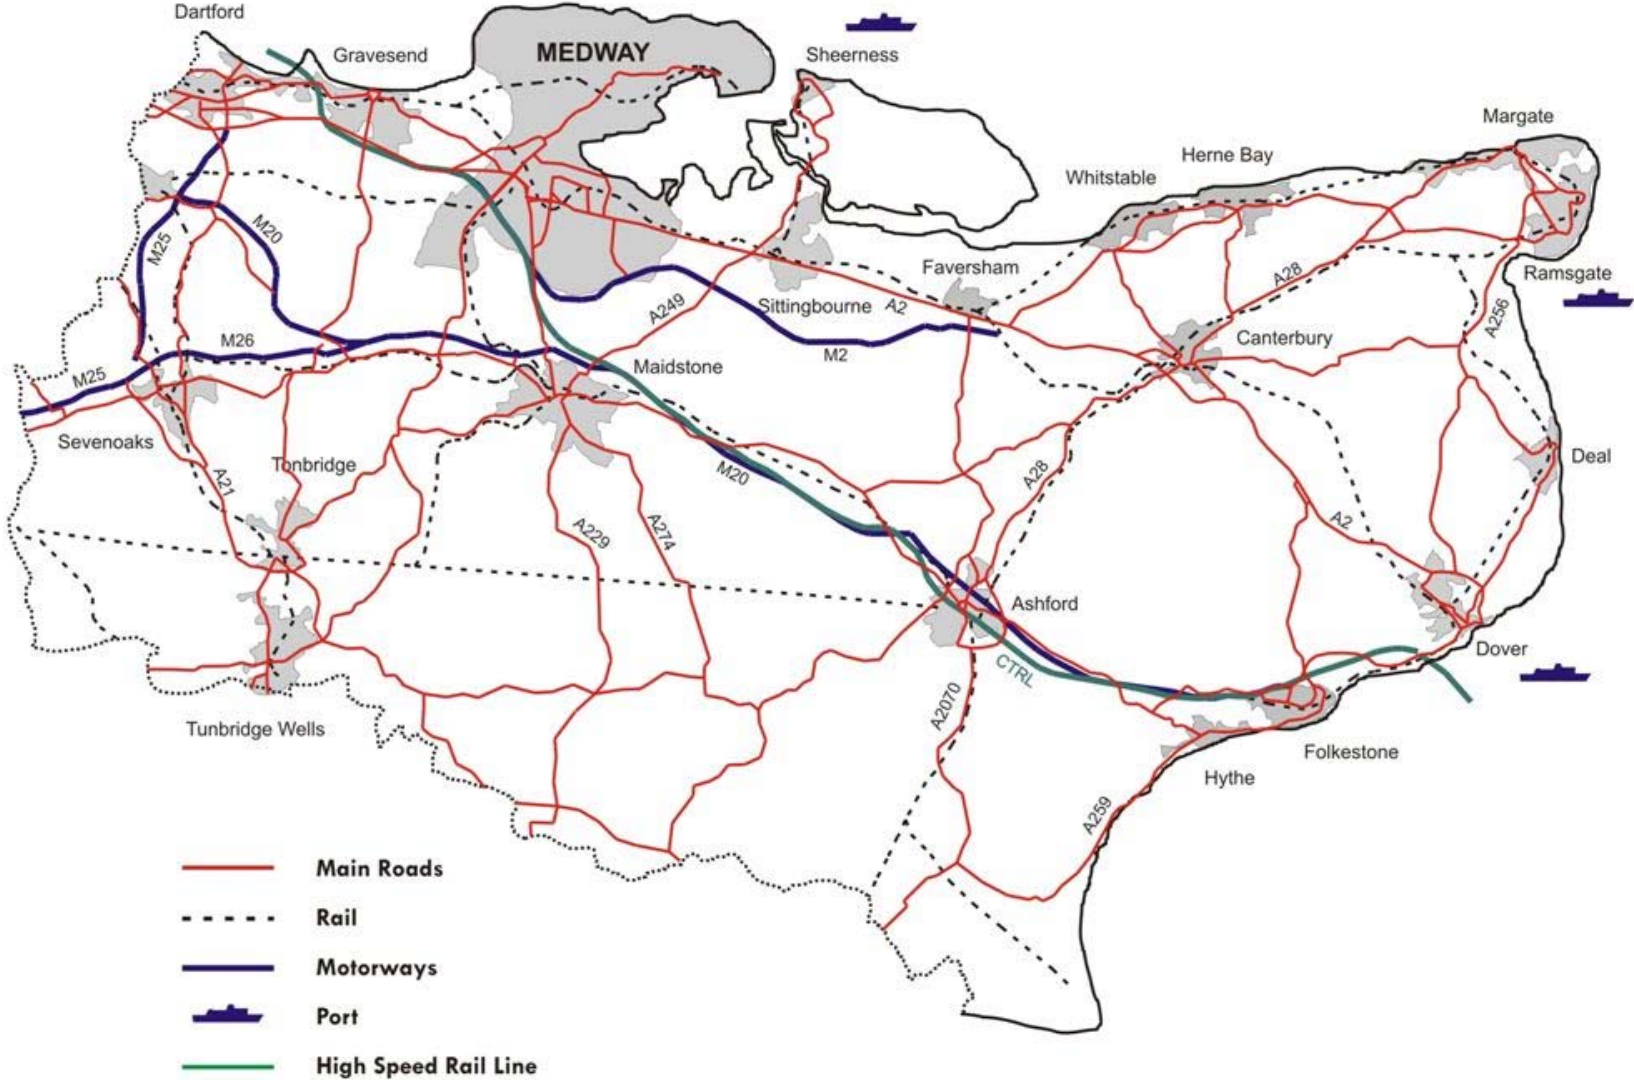 Dartford
Gravesend
MEDWAY
Sheerness
Margate
Herne Bay
Whitstable
M20
M25
Faversham
A28
Ramsgate
A249
Sittingbourne
A2
A256
M26
M2
Canterbury
M25
Maidstone
Sevenoaks
Tonbridge
A21
M20
A28
Deal
A229
A274
A2
Ashford
CTRL
Dover
A2070
Tunbridge Wells
Folkestone
Hythe
A259
Main Roads
Rail
Motorways
Port
High Speed Rail Line